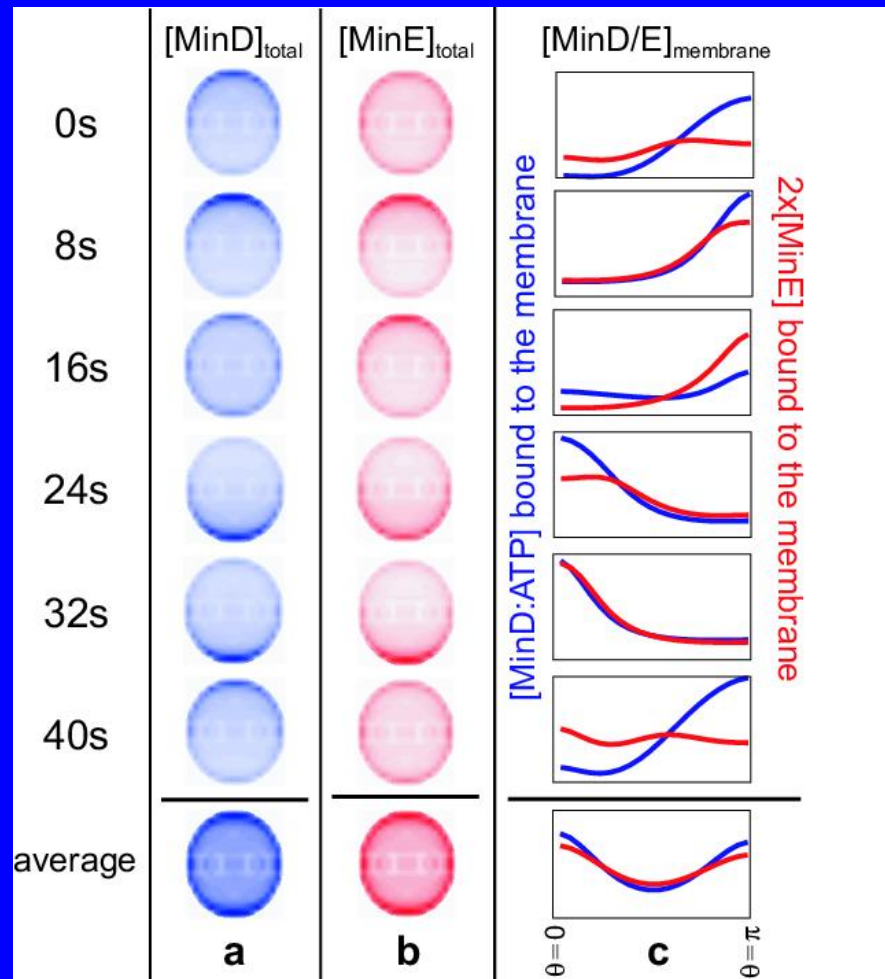 [MinD]total [MinE]total [MinD/E]membrane
0s
8s
16s
24s
32s
40s
average
[MinD:ATP] bound to the membrane
2x[MinE] bound to the membrane
θ = 0
θ =
a b c